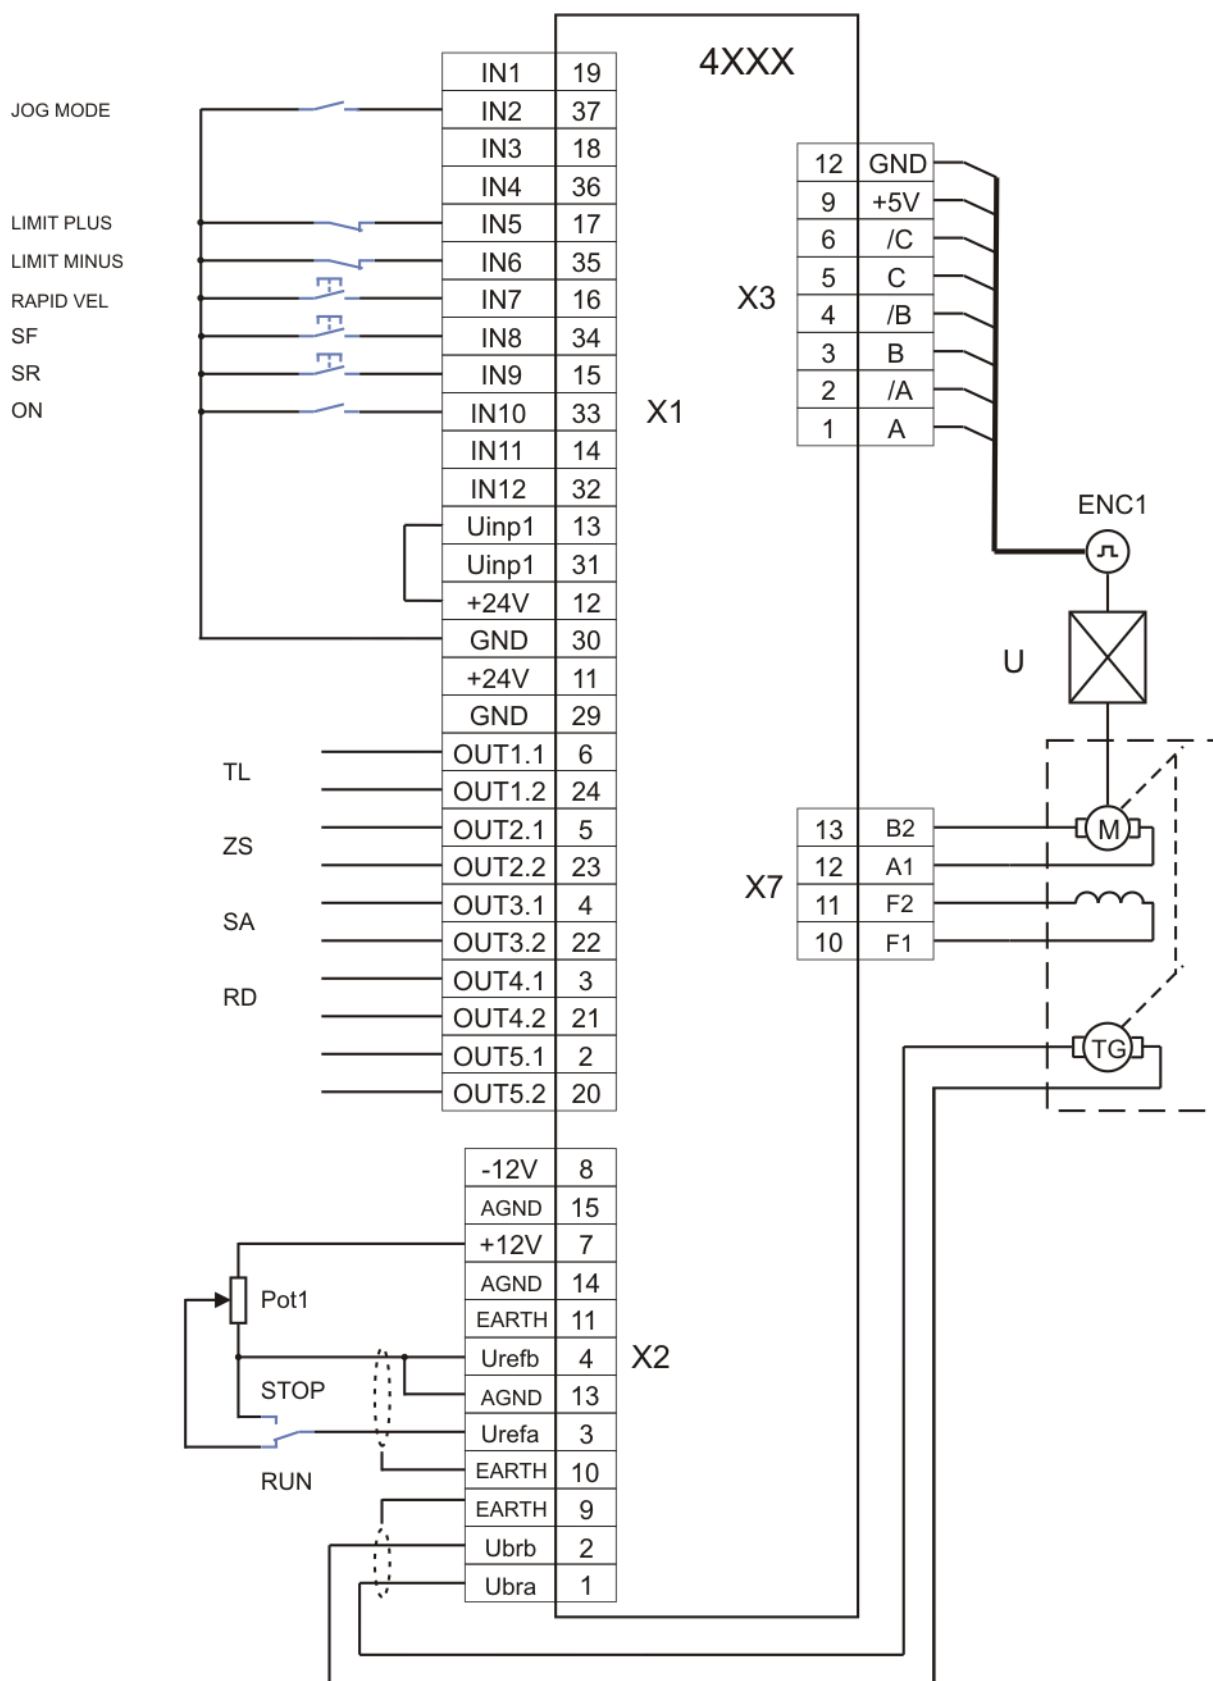 4XXX
IN1 19
JOG MODE IN2 37
IN3 18
IN4 36
LIMIT PLUS IN5 17
LIMIT MINUS IN6 35
RAPID VEL IN7 16
SF IN8 34
SR IN9 15
ON IN10 33
X1
IN11 14
IN12 32
Uinp1 13
Uinp1 31
+24V 12
GND 30
+24V 11
GND 29
TL
OUT1.1 6
OUT1.2 24
ZS
OUT2.1 5
OUT2.2 23
SA
OUT3.1 4
OUT3.2 22
RD
OUT4.1 3
OUT4.2 21
OUT5.1 2
OUT5.2 20
X3
12 GND
9 +5V
6 /C
5 C
4 /B
3 B
2 /A
1 A
ENC1
U
X7
13 B2
12 A1
11 F2
10 F1
M
TG
X2
-12V 8
AGND 15
+12V 7
AGND 14
Pot1
EARTH 11
Urefb 4
STOP
AGND 13
Urefa 3
RUN
EARTH 10
EARTH 9
Ubrb 2
Ubra 1